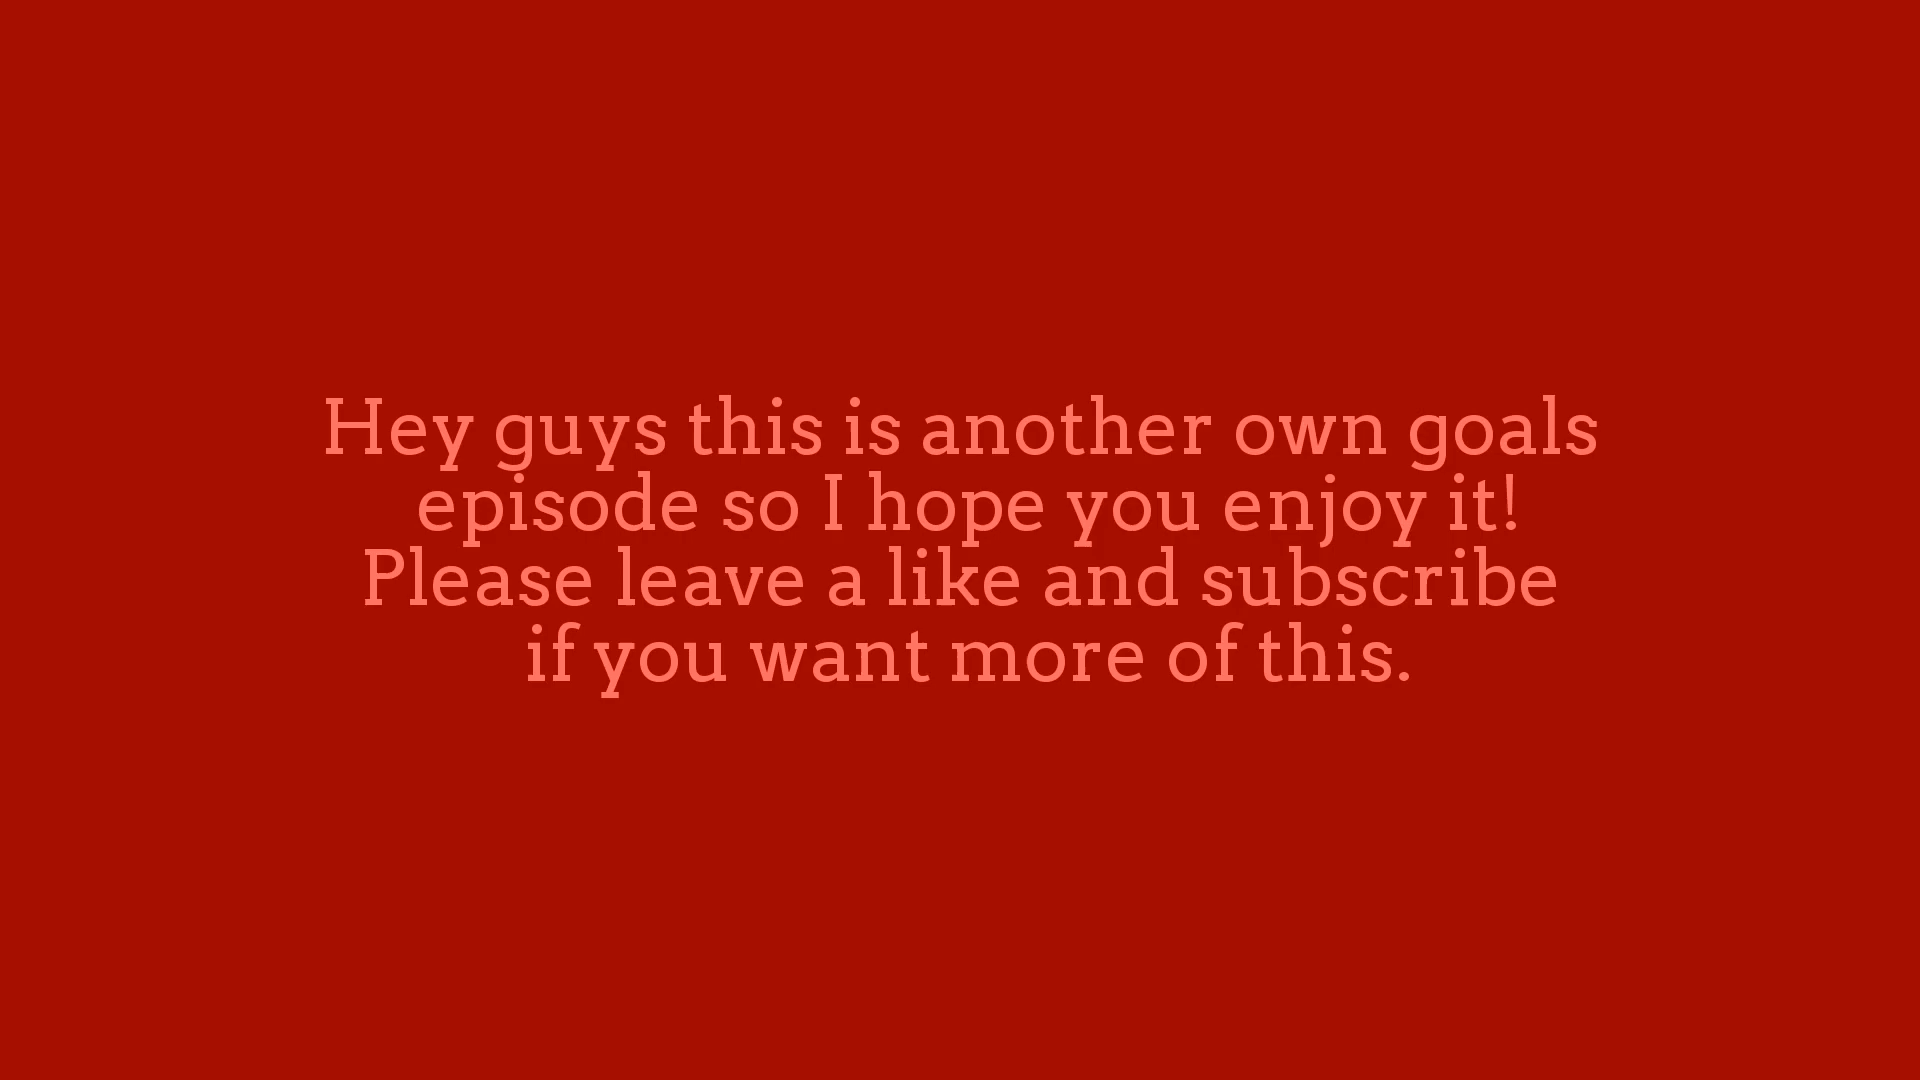 Hey guys this is another own goals
episode so I hope you enjoy it!
Please leave a like and subscribe
if you want more of this.